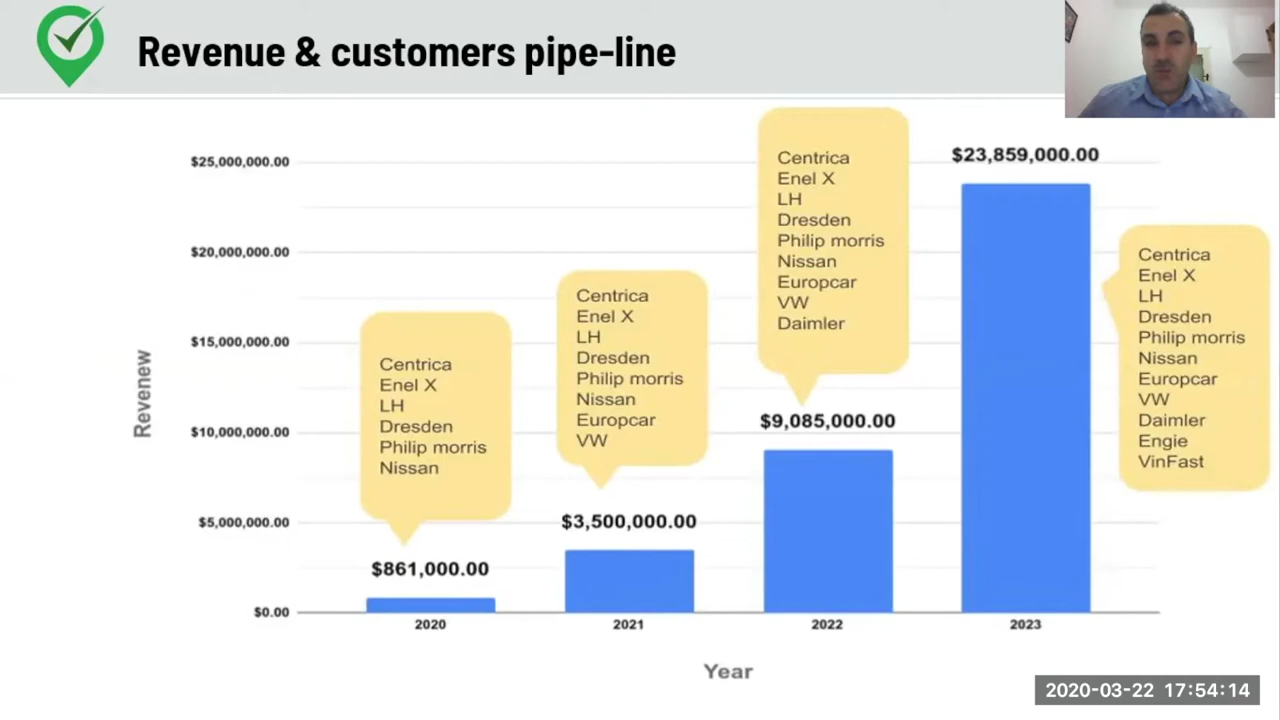 Revenue & customers pipe-line
$25,000,000.00
$20,000,000.00
$15,000,000.00
$10,000,000.00
$5,000,000.00
$0.00
Revenew
Centrica
Enel X
LH
Dresden
Philip morris
Nissan
$861,000.00
2020
Centrica
Enel X
LH
Dresden
Philip morris
Nissan
Europcar
VW
$3,500,000.00
2021
Centrica
Enel X
LH
Dresden
Philip morris
Nissan
Europcar
VW
Daimler
$9,085,000.00
2022
$23,859,000.00
2023
Centrica
Enel X
LH
Dresden
Philip morris
Nissan
Europcar
VW
Daimler
Engie
VinFast
Year
2020-03-22 17:54:14